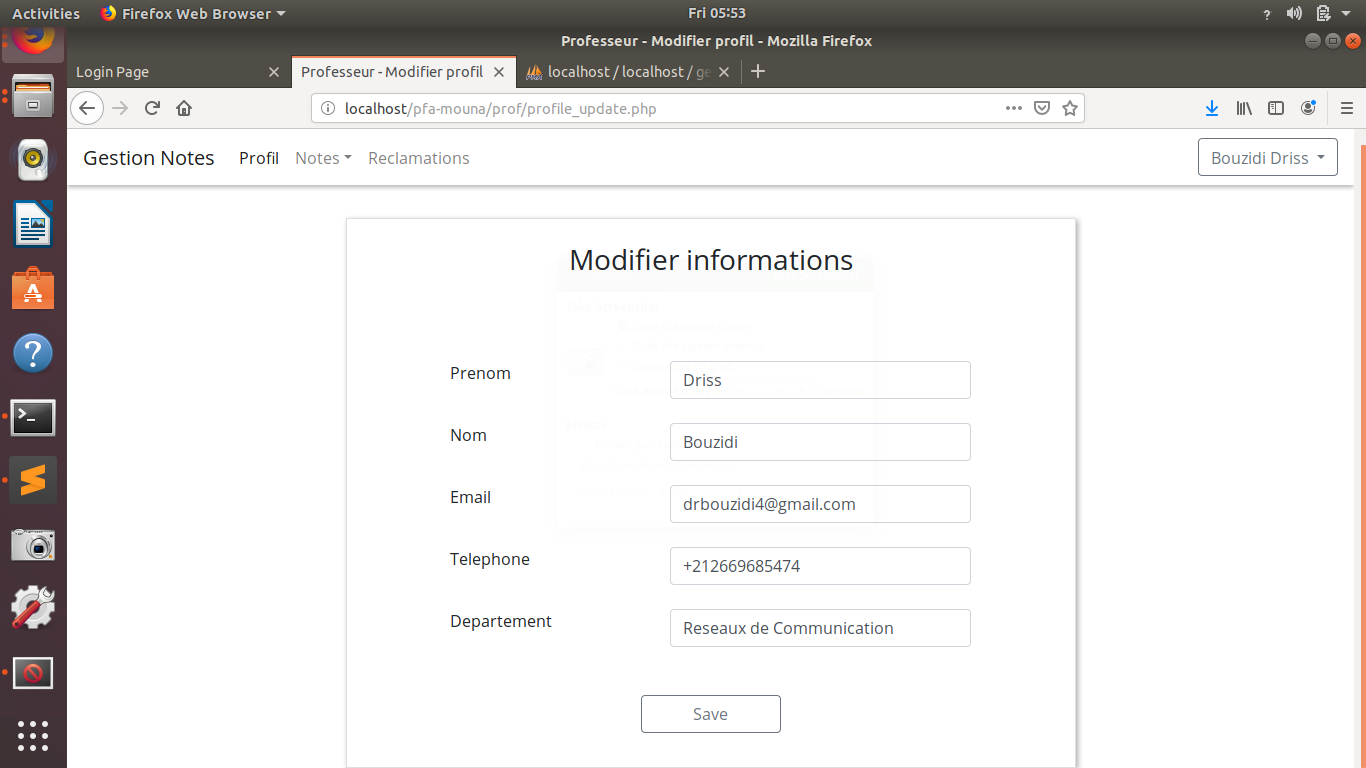 Activities Firefox Web Browser Fri 05:53
Professeur - Modifier profil - Mozilla Firefox
Login Page Professeur - Modifier profil localhost / localhost / ge
localhost/pfa-mouna/prof/profile_update.php
Gestion Notes Profil Notes Reclamations Bouzidi Driss
Modifier informations
Prenom Driss
Nom Bouzidi
Email drbouzidi4@gmail.com
Telephone +212669685474
Departement Reseaux de Communication
Save